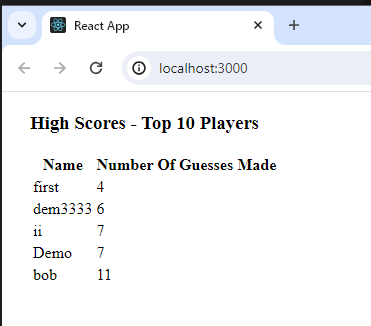 React App
localhost:3000
High Scores - Top 10 Players
Name Number Of Guesses Made
first 4
dem3333 6
ii 7
Demo 7
bob 11